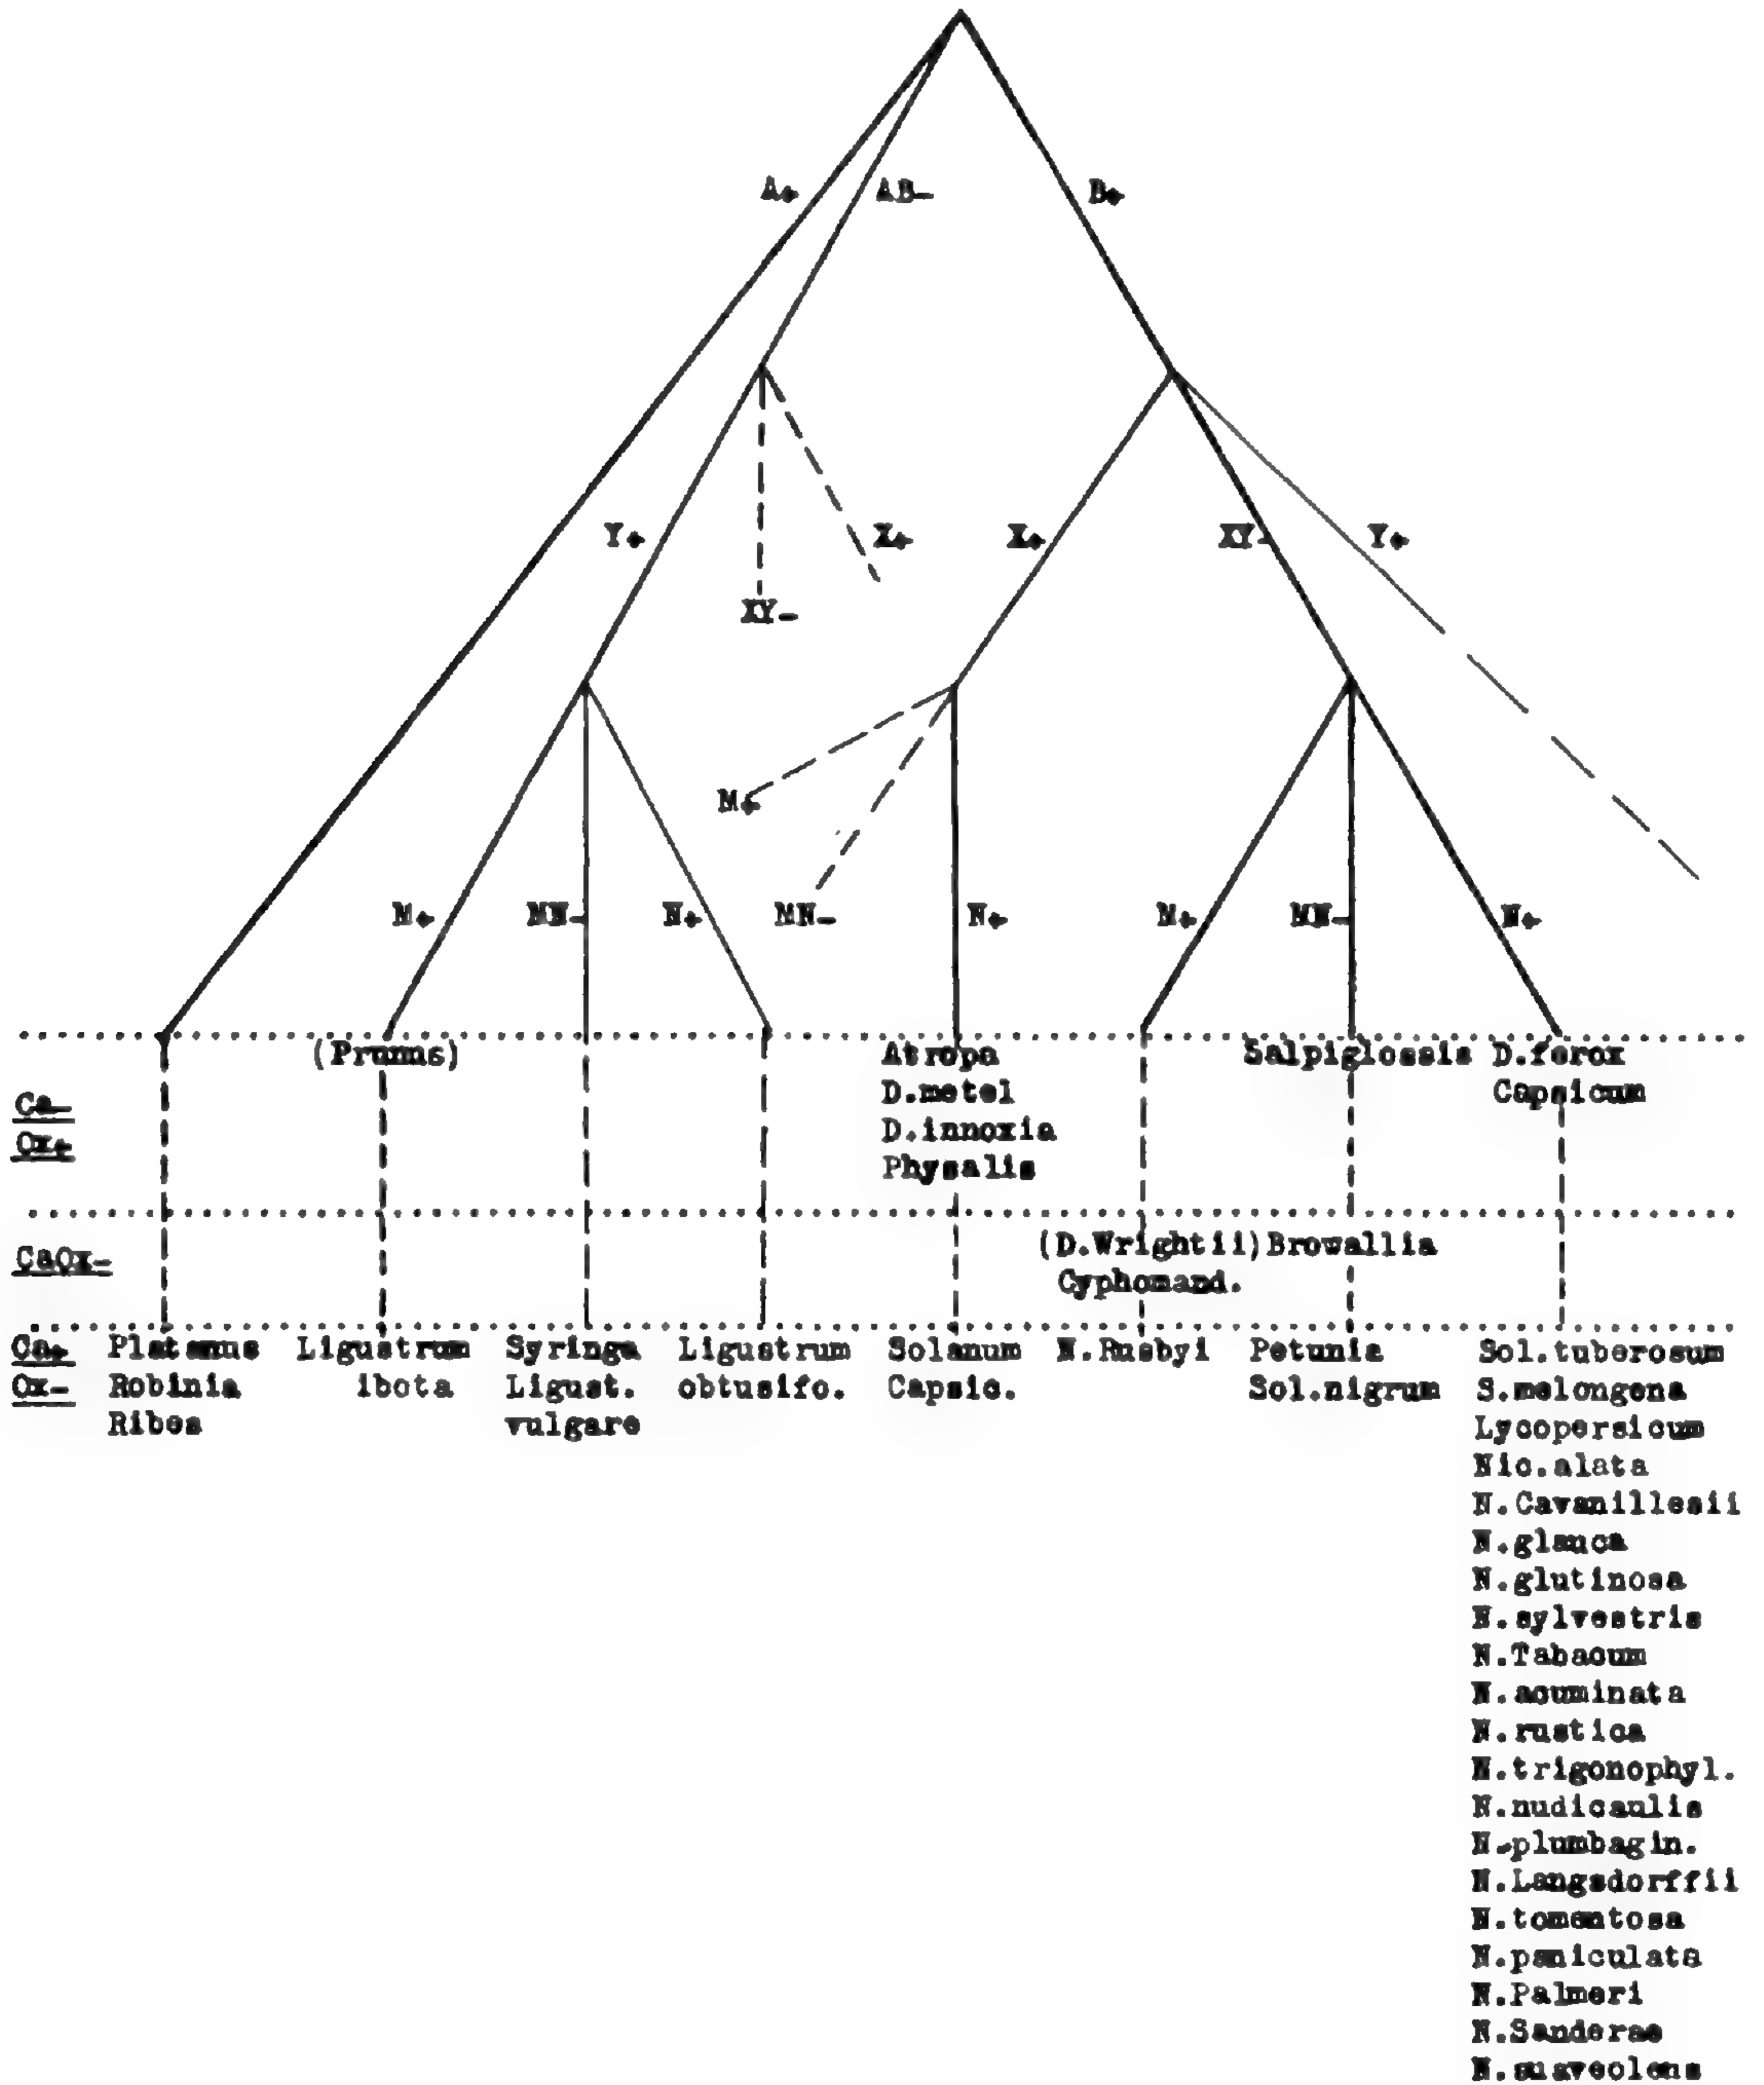 A+ AB- B+
Y+ X+ X+ XY- Y+
XY-
M+
M+ MN- N+ MN- N+ M+ MN- N+
(Prunus) Atropa Salpiglossis D.ferox
D.metel Capsicum
Ca-
D.innoxia
Ox+
Physalis
(D.Wrightii) Browallia
CaOx-
Cyphomand.
Ca+ Platanus Ligustrum Syringa Ligustrum Solanum N.Rusbyi Petunia Sol.tuberosum
Ox- Robinia ibota Ligust. obtusifo. Capsic. Sol.nigrum S.melongena
Ribes vulgare Lycopersicum
Nic.alata
N.Cavanillesii
N.glauca
N.glutinosa
N.sylvestris
N.Tabacum
N.acuminata
N.rustica
N.trigonophyl.
N.nudicaulis
N.plumbagin.
N.Langsdorffii
N.tomentosa
N.paniculata
N.Palmeri
N.Sanderae
N.suaveolens